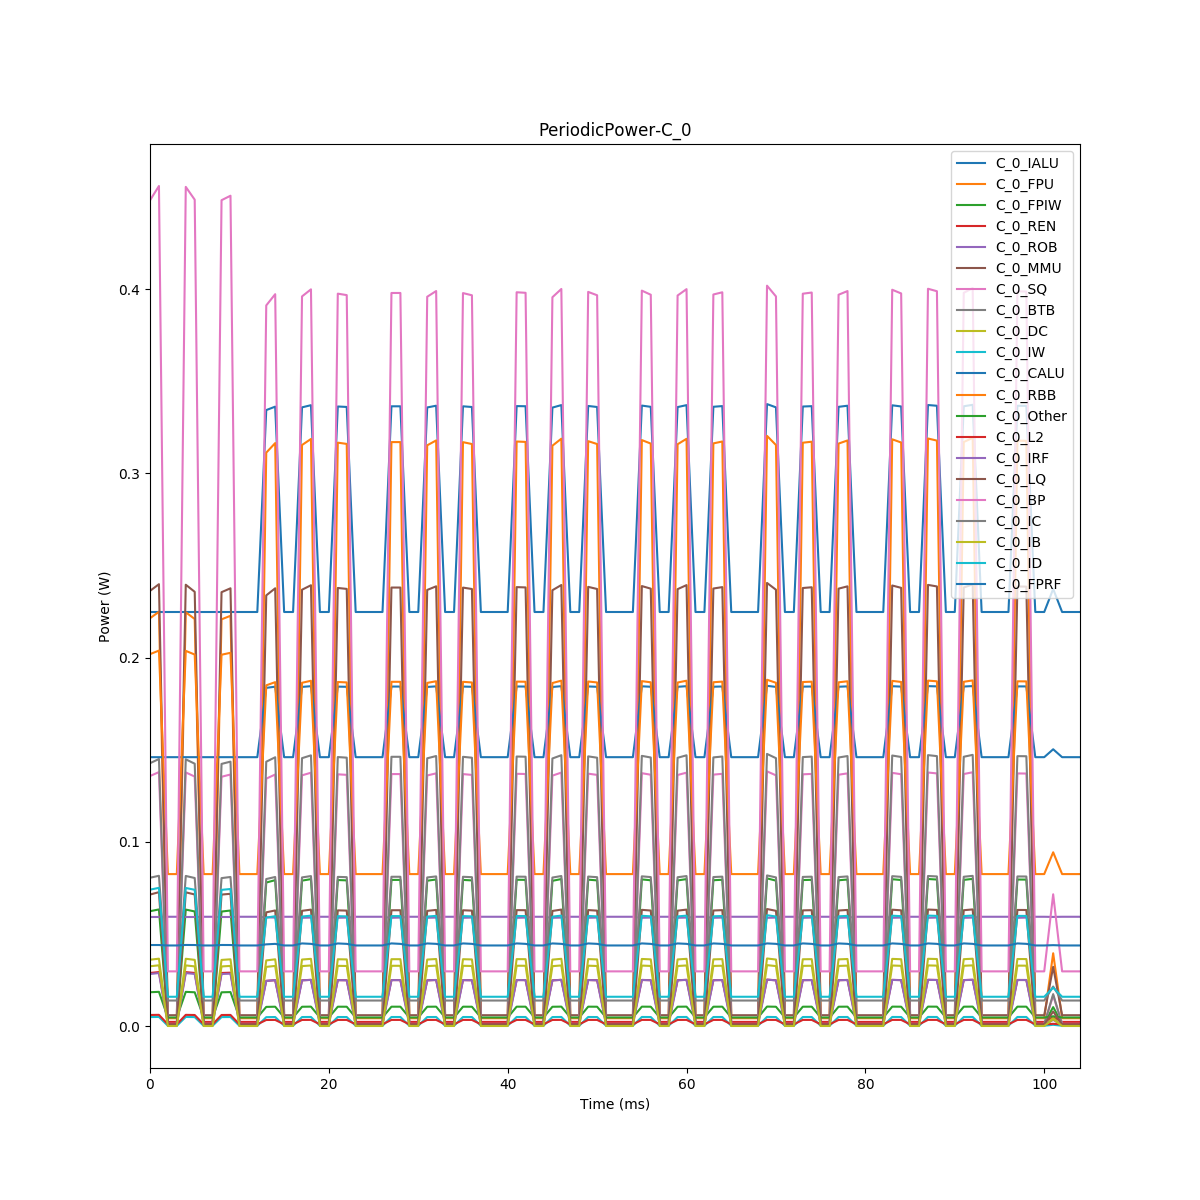 PeriodicPower-C_0
C_0_IALU
C_0_FPU
C_0_FPIW
C_0_REN
C_0_ROB
C_0_MMU
C_0_SQ
C_0_BTB
C_0_DC
C_0_IW
C_0_CALU
C_0_RBB
C_0_Other
C_0_L2
C_0_IRF
C_0_LQ
C_0_BP
C_0_IC
C_0_IB
C_0_ID
C_0_FPRF
Power (W)
0.4
0.3
0.2
0.1
0.0
0 20 40 60 80 100
Time (ms)